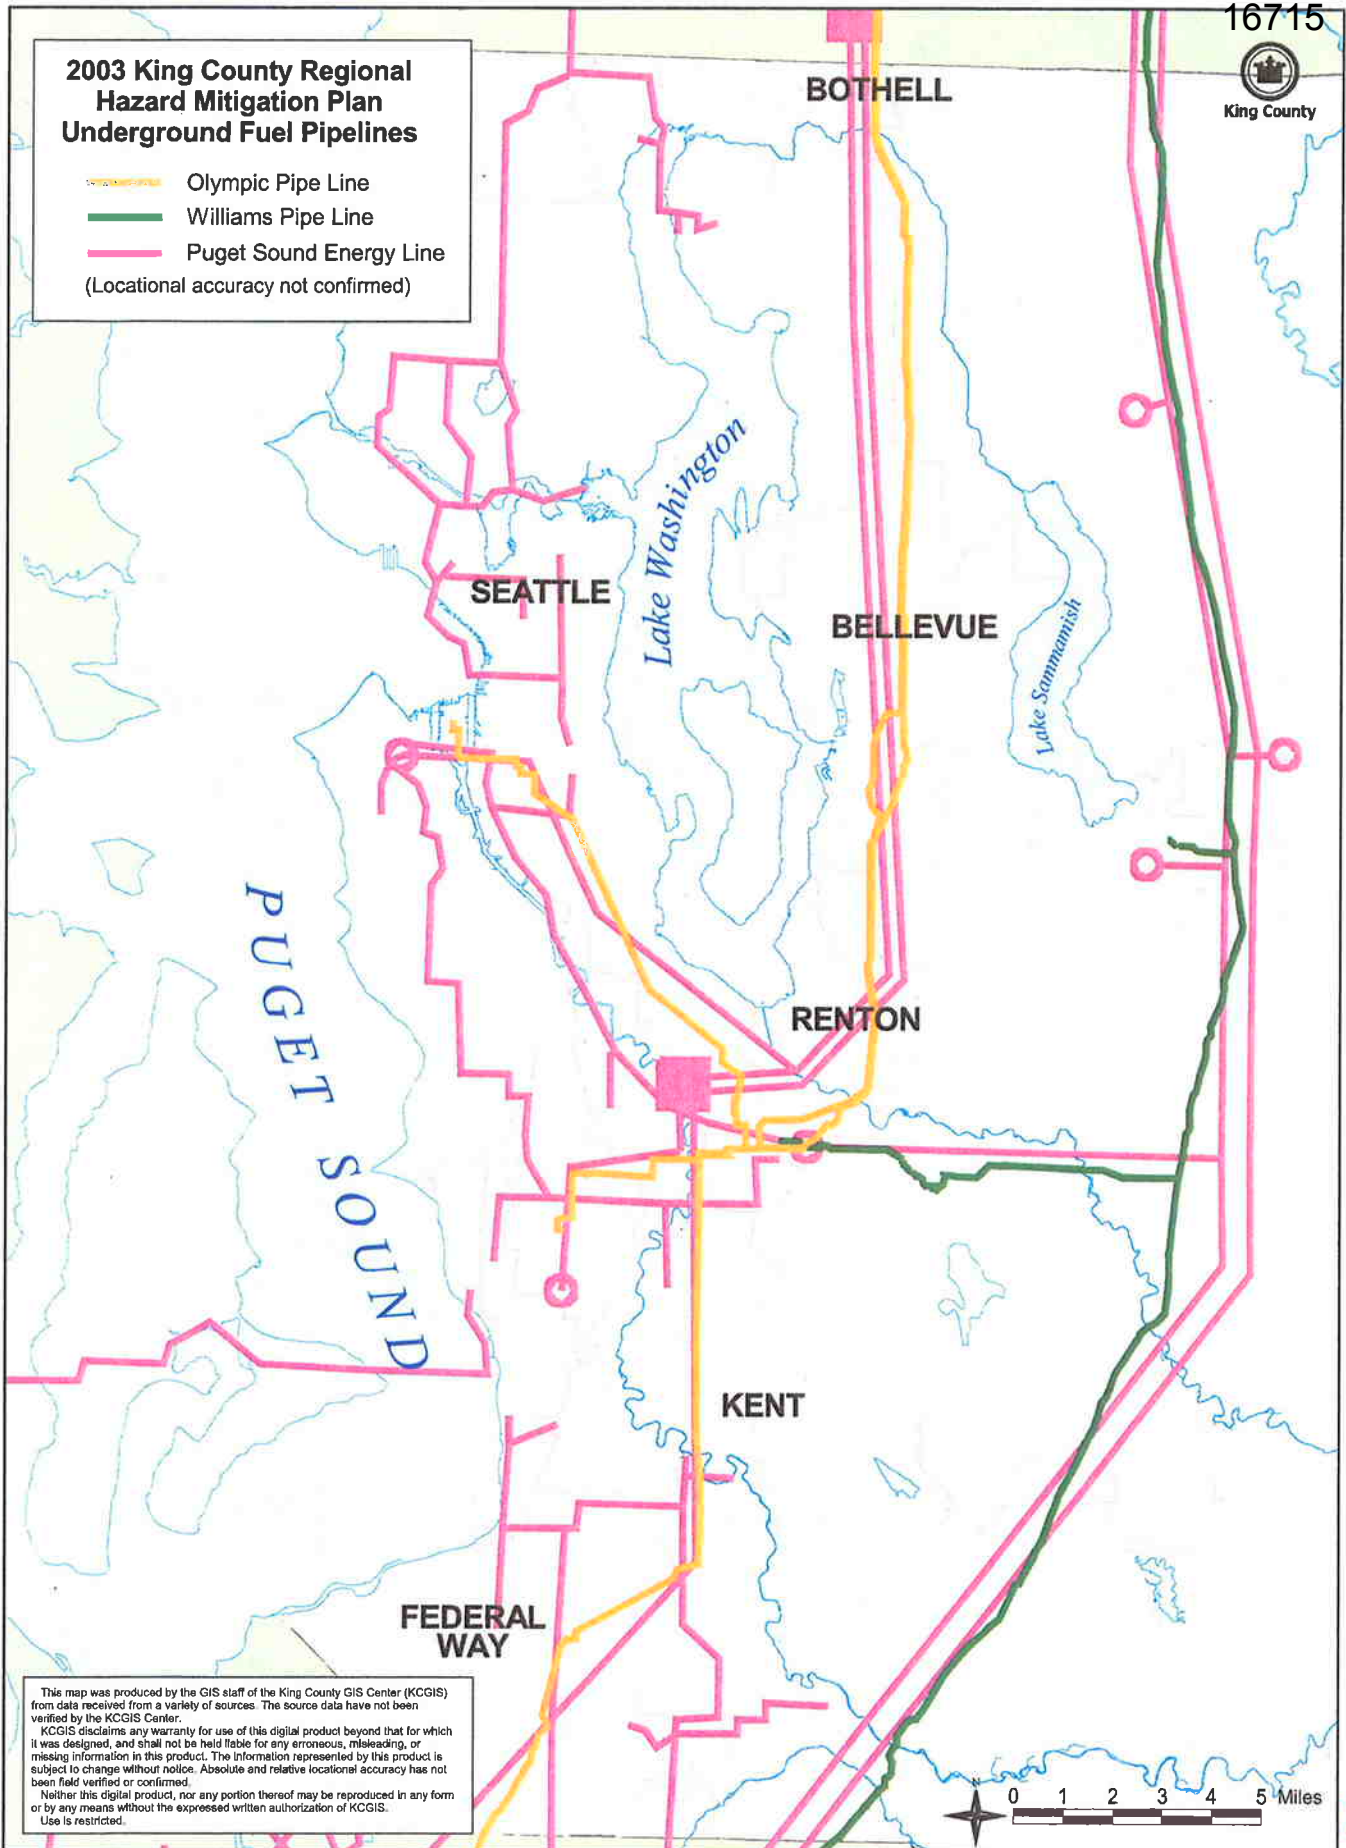 16715
King County
2003 King County Regional
Hazard Mitigation Plan
Underground Fuel Pipelines
Olympic Pipe Line
Williams Pipe Line
Puget Sound Energy Line
(Locational accuracy not confirmed)
BOTHELL
Lake Washington
SEATTLE
BELLEVUE
Lake Sammamish
PUGET SOUND
RENTON
KENT
FEDERAL
WAY
This map was produced by the GIS staff of the King County GIS Center (KCGIS)
from data received from a variety of sources. The source data have not been
verified by the KCGIS Center.
KCGIS disclaims any warranty for use of this digital product beyond that for which
it was designed, and shall not be held liable for any erroneous, misleading, or
missing information in this product. The information represented by this product is
subject to change without notice. Absolute and relative locational accuracy has not
been field verified or confirmed.
Neither this digital product, nor any portion thereof may be reproduced in any form
or by any means without the expressed written authorization of KCGIS.
Use is restricted.
N
0 1 2 3 4 5 Miles